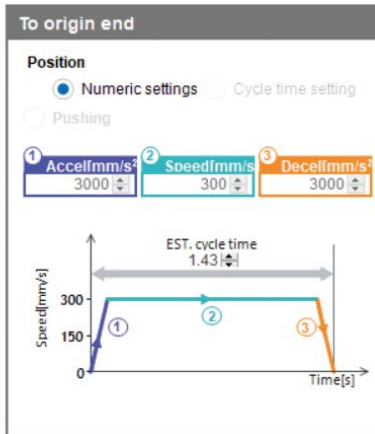 To origin end
Position
Numeric settings Cycle time setting
Pushing
1 Accel[mm/s² 2 Speed[mm/s 3 Decel[mm/s²
3000 300 3000
EST. cycle time
1.43
Speed[mm/s]
300
150
0
1 2 3
Time[s]